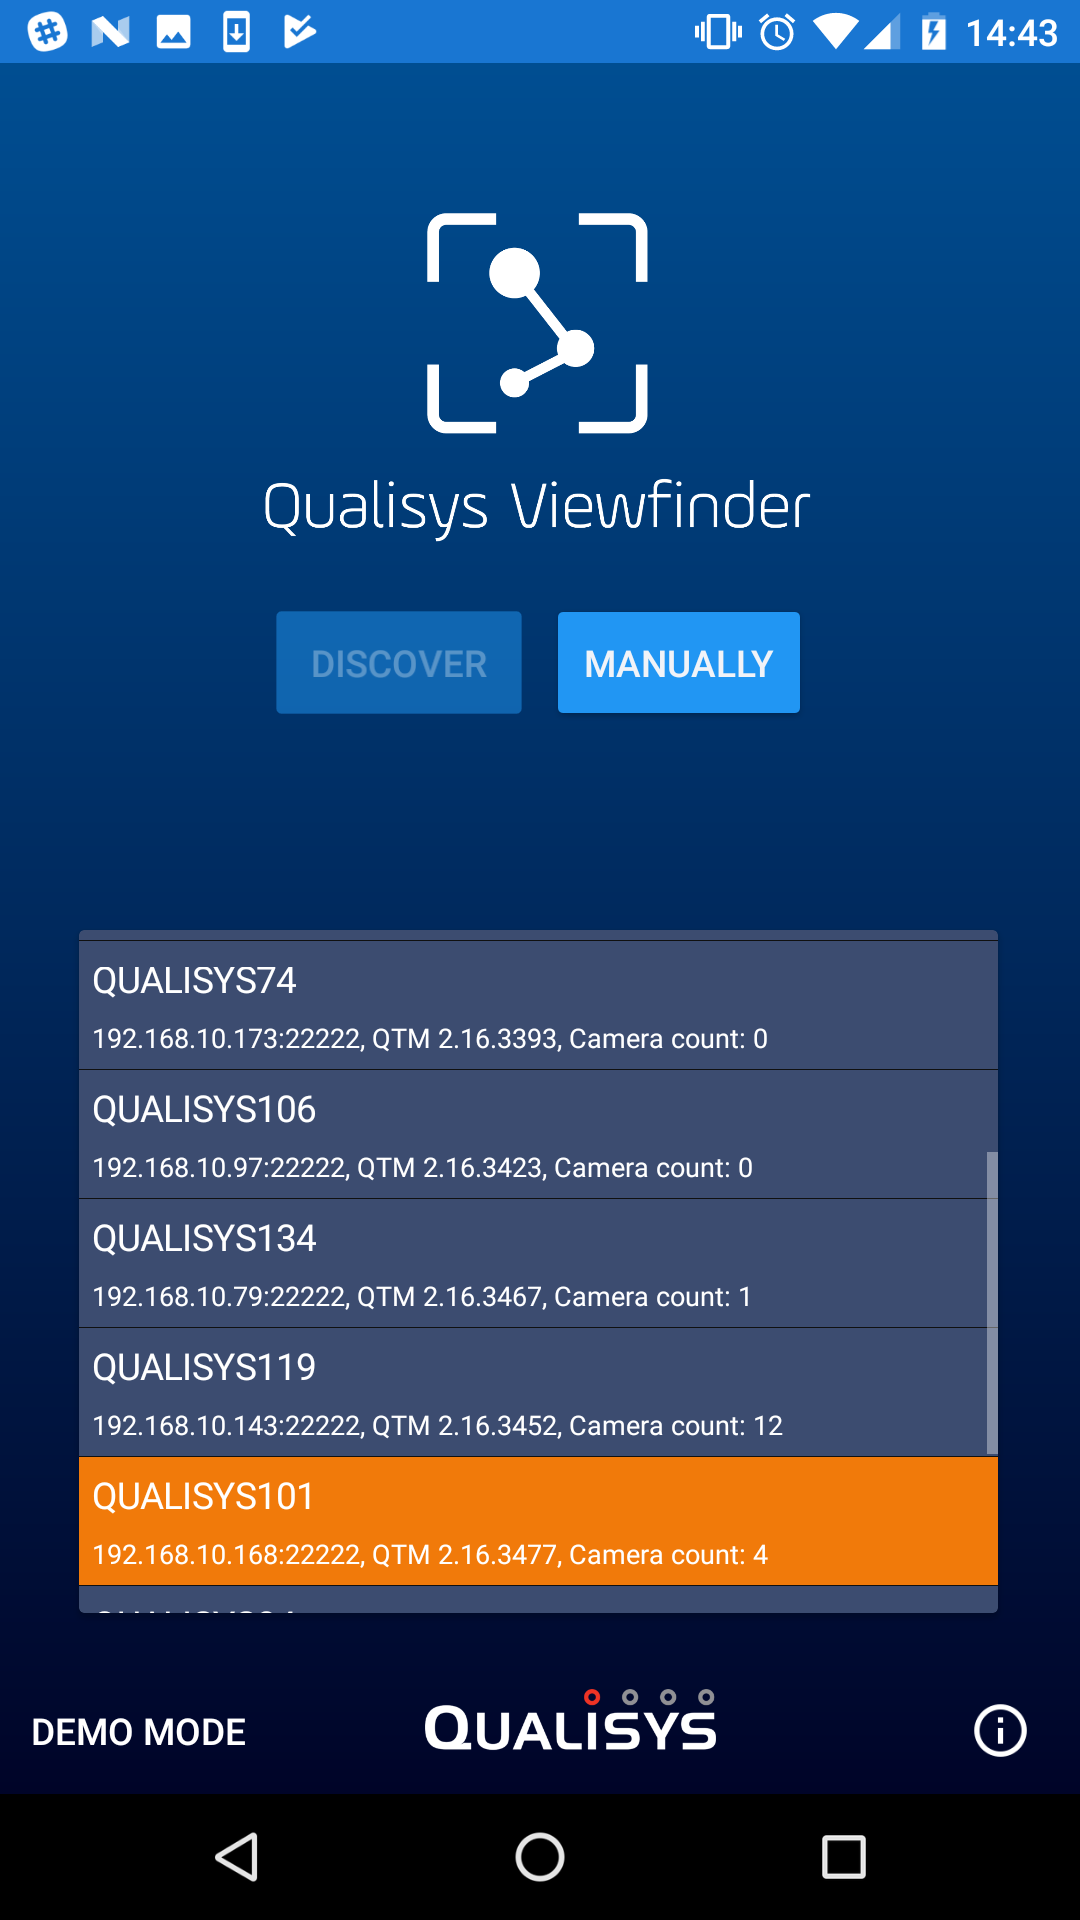 14:43
Qualisys Viewfinder
DISCOVER MANUALLY
QUALISYS74
192.168.10.173:22222, QTM 2.16.3393, Camera count: 0
QUALISYS106
192.168.10.97:22222, QTM 2.16.3423, Camera count: 0
QUALISYS134
192.168.10.79:22222, QTM 2.16.3467, Camera count: 1
QUALISYS119
192.168.10.143:22222, QTM 2.16.3452, Camera count: 12
QUALISYS101
192.168.10.168:22222, QTM 2.16.3477, Camera count: 4
DEMO MODE QUALISYS